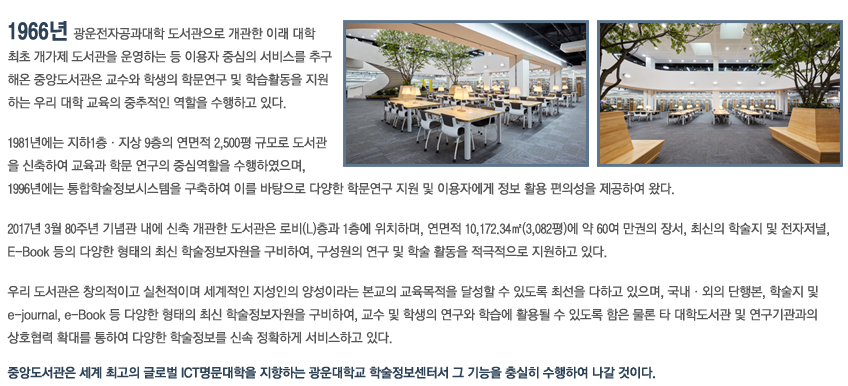 1966년 광운전자공과대학 도서관으로 개관한 이래 대학
최초 개가제 도서관을 운영하는 등 이용자 중심의 서비스를 추구
해온 중앙도서관은 교수와 학생의 학문연구 및 학습활동을 지원
하는 우리 대학 교육의 중추적인 역할을 수행하고 있다.
1981년에는 지하1층 · 지상 9층의 연면적 2,500평 규모로 도서관
을 신축하여 교육과 학문 연구의 중심역할을 수행하였으며,
1996년에는 통합학술정보시스템을 구축하여 이를 바탕으로 다양한 학문연구 지원 및 이용자에게 정보 활용 편의성을 제공하여 왔다.
2017년 3월 80주년 기념관 내에 신축 개관한 도서관은 로비(L)층과 1층에 위치하며, 연면적 10,172.34㎡(3,082평)에 약 60여 만권의 장서, 최신의 학술지 및 전자저널,
E-Book 등의 다양한 형태의 최신 학술정보자원을 구비하여, 구성원의 연구 및 학술 활동을 적극적으로 지원하고 있다.
우리 도서관은 창의적이고 실천적이며 세계적인 지성인의 양성이라는 본교의 교육목적을 달성할 수 있도록 최선을 다하고 있으며, 국내 · 외의 단행본, 학술지 및
e-journal, e-Book 등 다양한 형태의 최신 학술정보자원을 구비하여, 교수 및 학생의 연구와 학습에 활용될 수 있도록 함은 물론 타 대학도서관 및 연구기관과의
상호협력 확대를 통하여 다양한 학술정보를 신속 정확하게 서비스하고 있다.
중앙도서관은 세계 최고의 글로벌 ICT명문대학을 지향하는 광운대학교 학술정보센터서 그 기능을 충실히 수행하여 나갈 것이다.